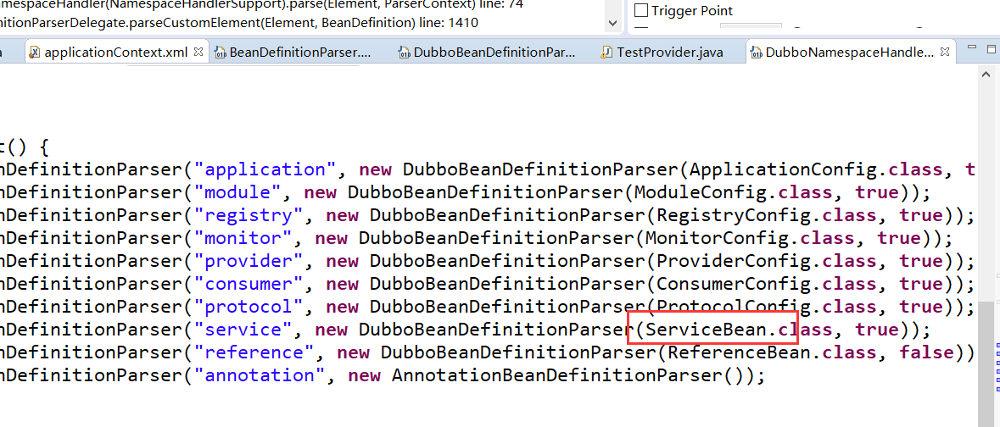 mespaceHandler(NamespaceHandlerSupport).parse(Element, ParserContext) line: 74
nitionParserDelegate.parseCustomElement(Element, BeanDefinition) line: 1410
Trigger Point
a applicationContext.xml BeanDefinitionParser.... DubboBeanDefinitionPar... TestProvider.java DubboNamespaceHandle...
t() {
nDefinitionParser("application", new DubboBeanDefinitionParser(ApplicationConfig.class, t
nDefinitionParser("module", new DubboBeanDefinitionParser(ModuleConfig.class, true));
nDefinitionParser("registry", new DubboBeanDefinitionParser(RegistryConfig.class, true));
nDefinitionParser("monitor", new DubboBeanDefinitionParser(MonitorConfig.class, true));
nDefinitionParser("provider", new DubboBeanDefinitionParser(ProviderConfig.class, true));
nDefinitionParser("consumer", new DubboBeanDefinitionParser(ConsumerConfig.class, true));
nDefinitionParser("protocol", new DubboBeanDefinitionParser(ProtocolConfig.class, true));
nDefinitionParser("service", new DubboBeanDefinitionParser(ServiceBean.class, true));
nDefinitionParser("reference", new DubboBeanDefinitionParser(ReferenceBean.class, false))
nDefinitionParser("annotation", new AnnotationBeanDefinitionParser());